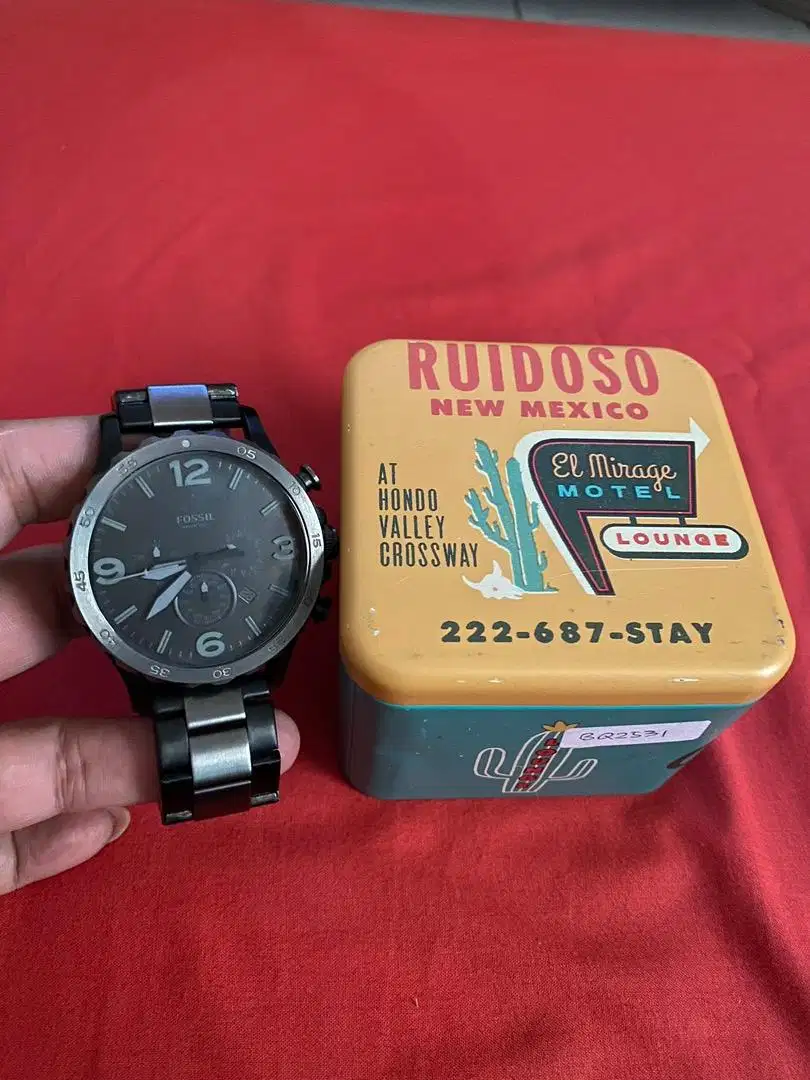 RUIDOSO
NEW MEXICO
AT
HONDO
VALLEY
CROSSWAY
El Mirage
MOTEL
LOUNGE
222-687-STAY
BQ2531
FOSSIL
12
3
6
9
05
10
15
30
35
45
50
55